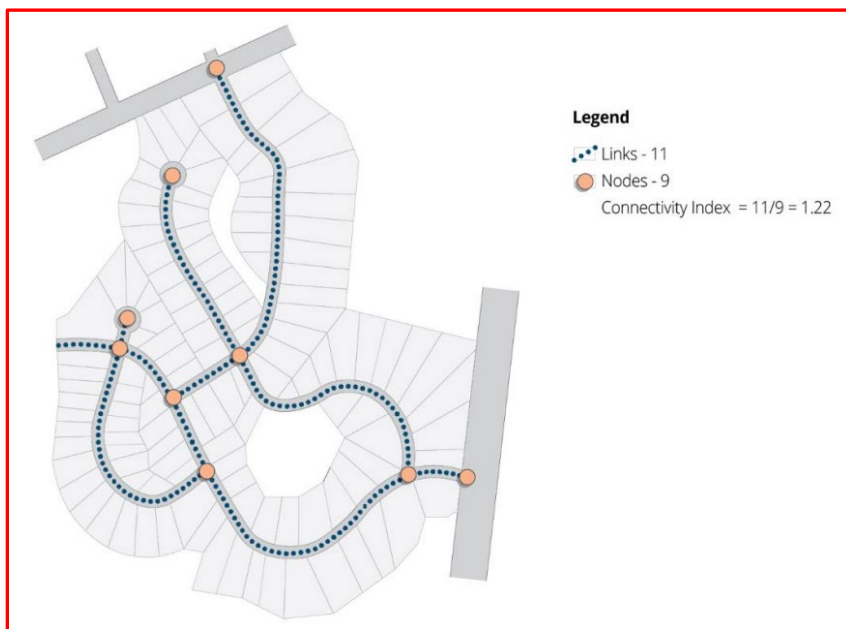 Legend
Links - 11
Nodes - 9
Connectivity Index = 11/9 = 1.22